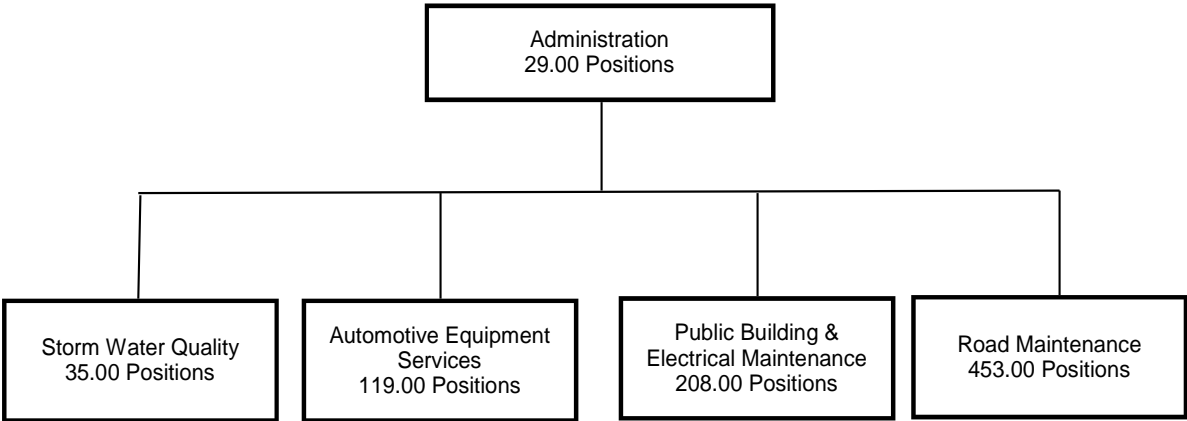 Administration
29.00 Positions
Storm Water Quality
35.00 Positions
Automotive Equipment
Services
119.00 Positions
Public Building &
Electrical Maintenance
208.00 Positions
Road Maintenance
453.00 Positions